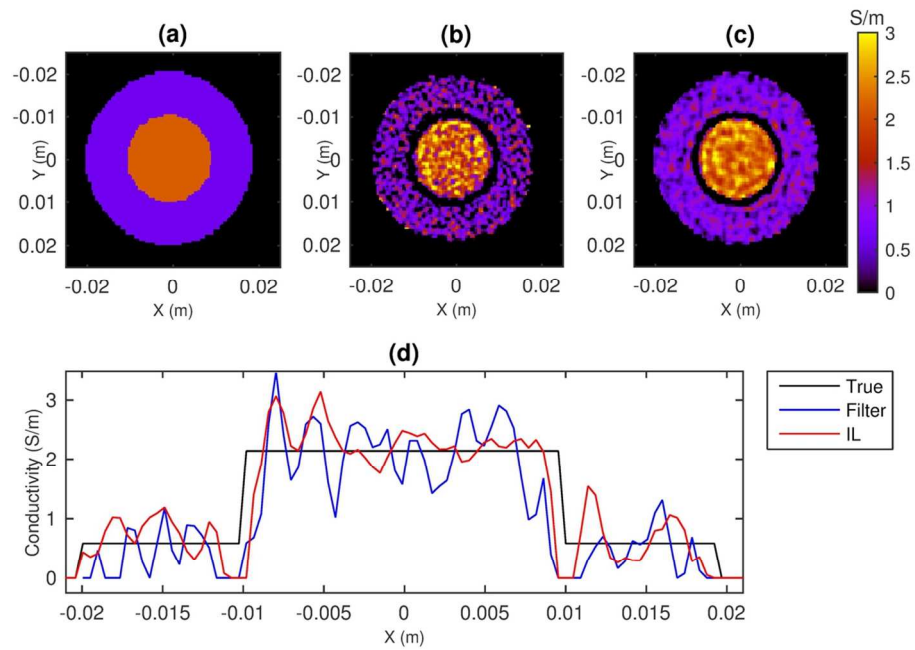 (a)
(b)
(c)
S/m
-0.02
-0.01
0
0.01
0.02
Y (m)
-0.02 0 0.02
X (m)
-0.02
-0.01
0
0.01
0.02
Y (m)
-0.02 0 0.02
X (m)
-0.02
-0.01
0
0.01
0.02
Y (m)
-0.02 0 0.02
X (m)
3
2.5
2
1.5
1
0.5
0
(d)
Conductivity (S/m)
3
2
1
0
-0.02 -0.015 -0.01 -0.005 0 0.005 0.01 0.015 0.02
X (m)
True
Filter
IL